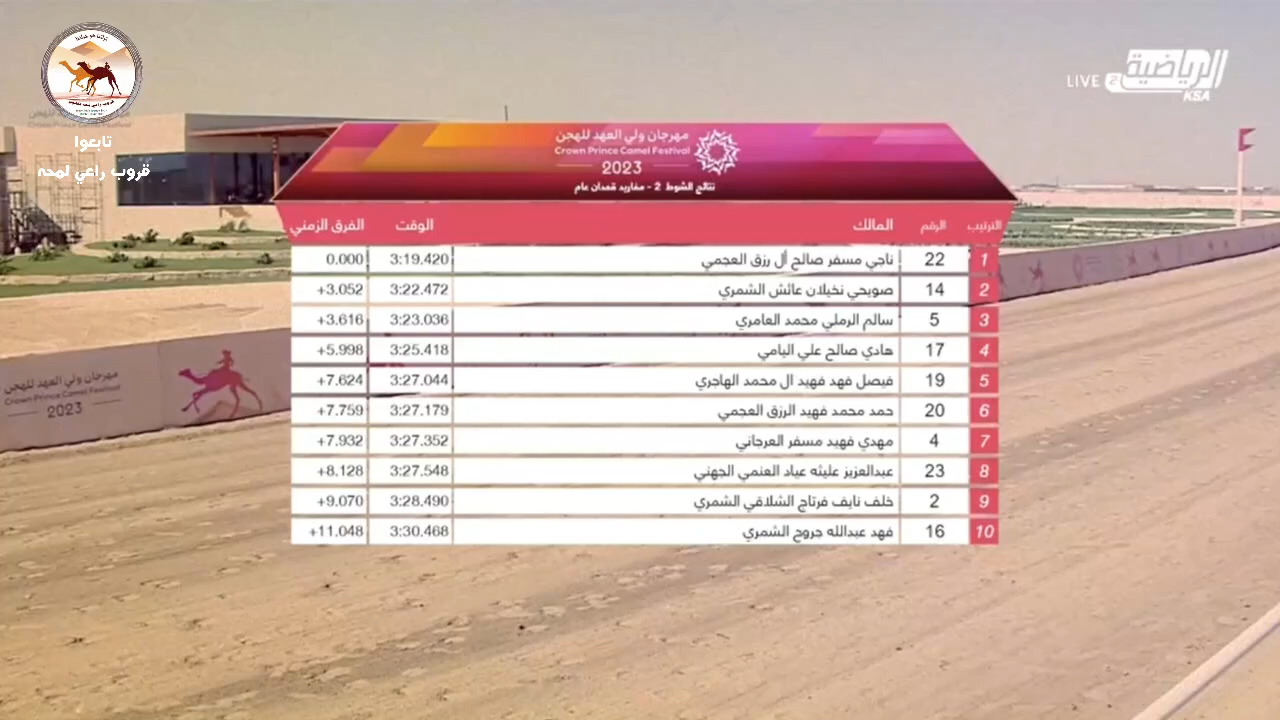 تابعوا
قروب راعي لمحه
LIVE 2 الرياضية
KSA
مهرجان ولي العهد للهجن
Crown Prince Camel Festival
2023
نتائج الشوط 2 - مفاريد قعدان عام
الترتيب الرقم المالك الوقت الفرق الزمني
1 22 ناجي مسفر صالح أل رزق العجمي 3:19.420 0.000
2 14 صويحي نخيلان عائش الشمري 3:22.472 +3.052
3 5 سالم الرملي محمد العامري 3:23.036 +3.616
4 17 هادي صالح علي اليامي 3:25.418 +5.998
5 19 فيصل فهد فهيد ال محمد الهاجري 3:27.044 +7.624
6 20 حمد محمد فهيد الرزق العجمي 3:27.179 +7.759
7 4 مهدي فهيد مسفر العرجاني 3:27.352 +7.932
8 23 عبدالعزيز عليثه عياد العنمي الجهني 3:27.548 +8.128
9 2 خلف نايف فرتاج الشلاقي الشمري 3:28.490 +9.070
10 16 فهد عبدالله جروح الشمري 3:30.468 +11.048
مهرجان ولي العهد للهجن
Crown Prince Camel Festival
2023